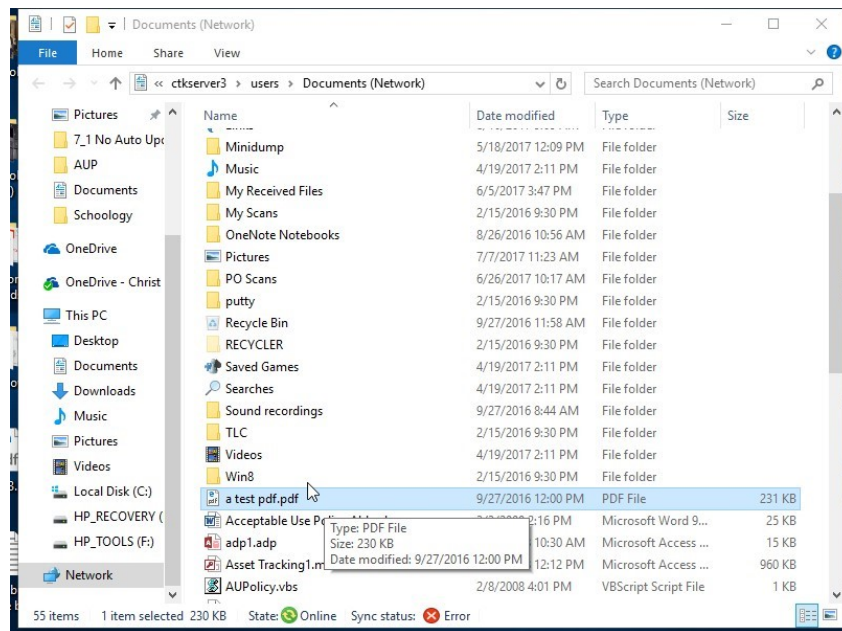 Documents (Network)
File Home Share View
« ctkserver3 › users › Documents (Network)
Search Documents (Network)
Pictures
7_1 No Auto Upd
AUP
Documents
Schoology
OneDrive
OneDrive - Christ
This PC
Desktop
Documents
Downloads
Music
Pictures
Videos
Local Disk (C:)
HP_RECOVERY (
HP_TOOLS (F:)
Network
Name Date modified Type Size
Minidump 5/18/2017 12:09 PM File folder
Music 4/19/2017 2:11 PM File folder
My Received Files 6/5/2017 3:47 PM File folder
My Scans 2/15/2016 9:30 PM File folder
OneNote Notebooks 8/26/2016 10:56 AM File folder
Pictures 7/7/2017 11:23 AM File folder
PO Scans 6/26/2017 10:17 AM File folder
putty 2/15/2016 9:30 PM File folder
Recycle Bin 9/27/2016 11:58 AM File folder
RECYCLER 2/15/2016 9:30 PM File folder
Saved Games 4/19/2017 2:11 PM File folder
Searches 4/19/2017 2:11 PM File folder
Sound recordings 9/27/2016 8:44 AM File folder
TLC 2/15/2016 9:30 PM File folder
Videos 4/19/2017 2:11 PM File folder
Win8 2/15/2016 9:30 PM File folder
a test pdf.pdf 9/27/2016 12:00 PM PDF File 231 KB
Acceptable Use 2:16 PM Microsoft Word 9... 25 KB
adp1.adp 10:30 AM Microsoft Access ... 15 KB
Asset Tracking1.m 12:12 PM Microsoft Access ... 960 KB
AUPolicy.vbs 2/8/2008 4:01 PM VBScript Script File 1 KB
Type: PDF File
Size: 230 KB
Date modified: 9/27/2016 12:00 PM
55 items 1 item selected 230 KB State: Online Sync status: Error